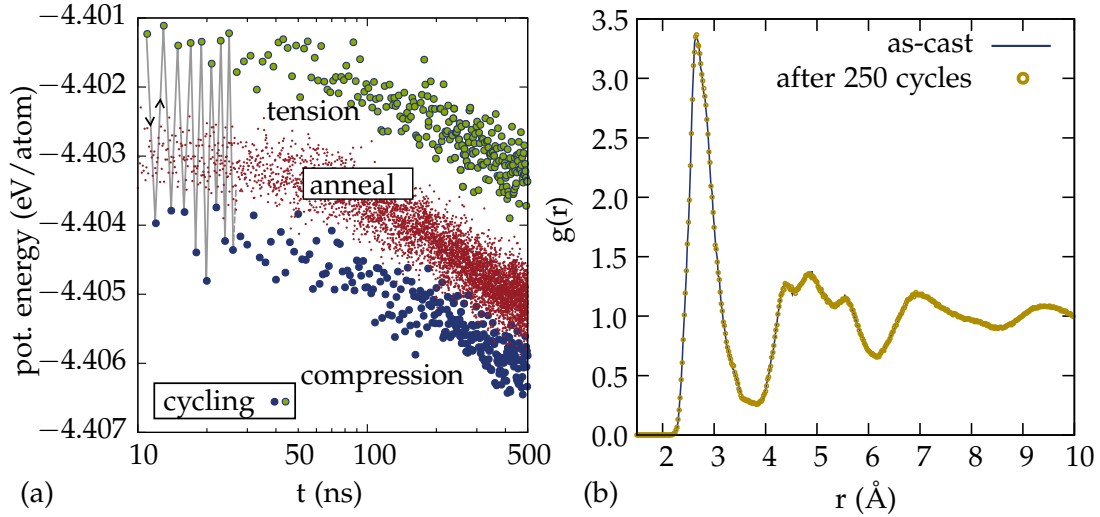 −4.401
−4.402
−4.403
−4.404
−4.405
−4.406
−4.407
pot. energy (eV/atom)
tension
anneal
compression
cycling
10
50
100
500
t (ns)
(a)
3.5
3.0
2.5
2.0
1.5
1.0
0.5
0.0
g(r)
as-cast
after 250 cycles
2
3
4
5
6
7
8
9
10
r (Å)
(b)